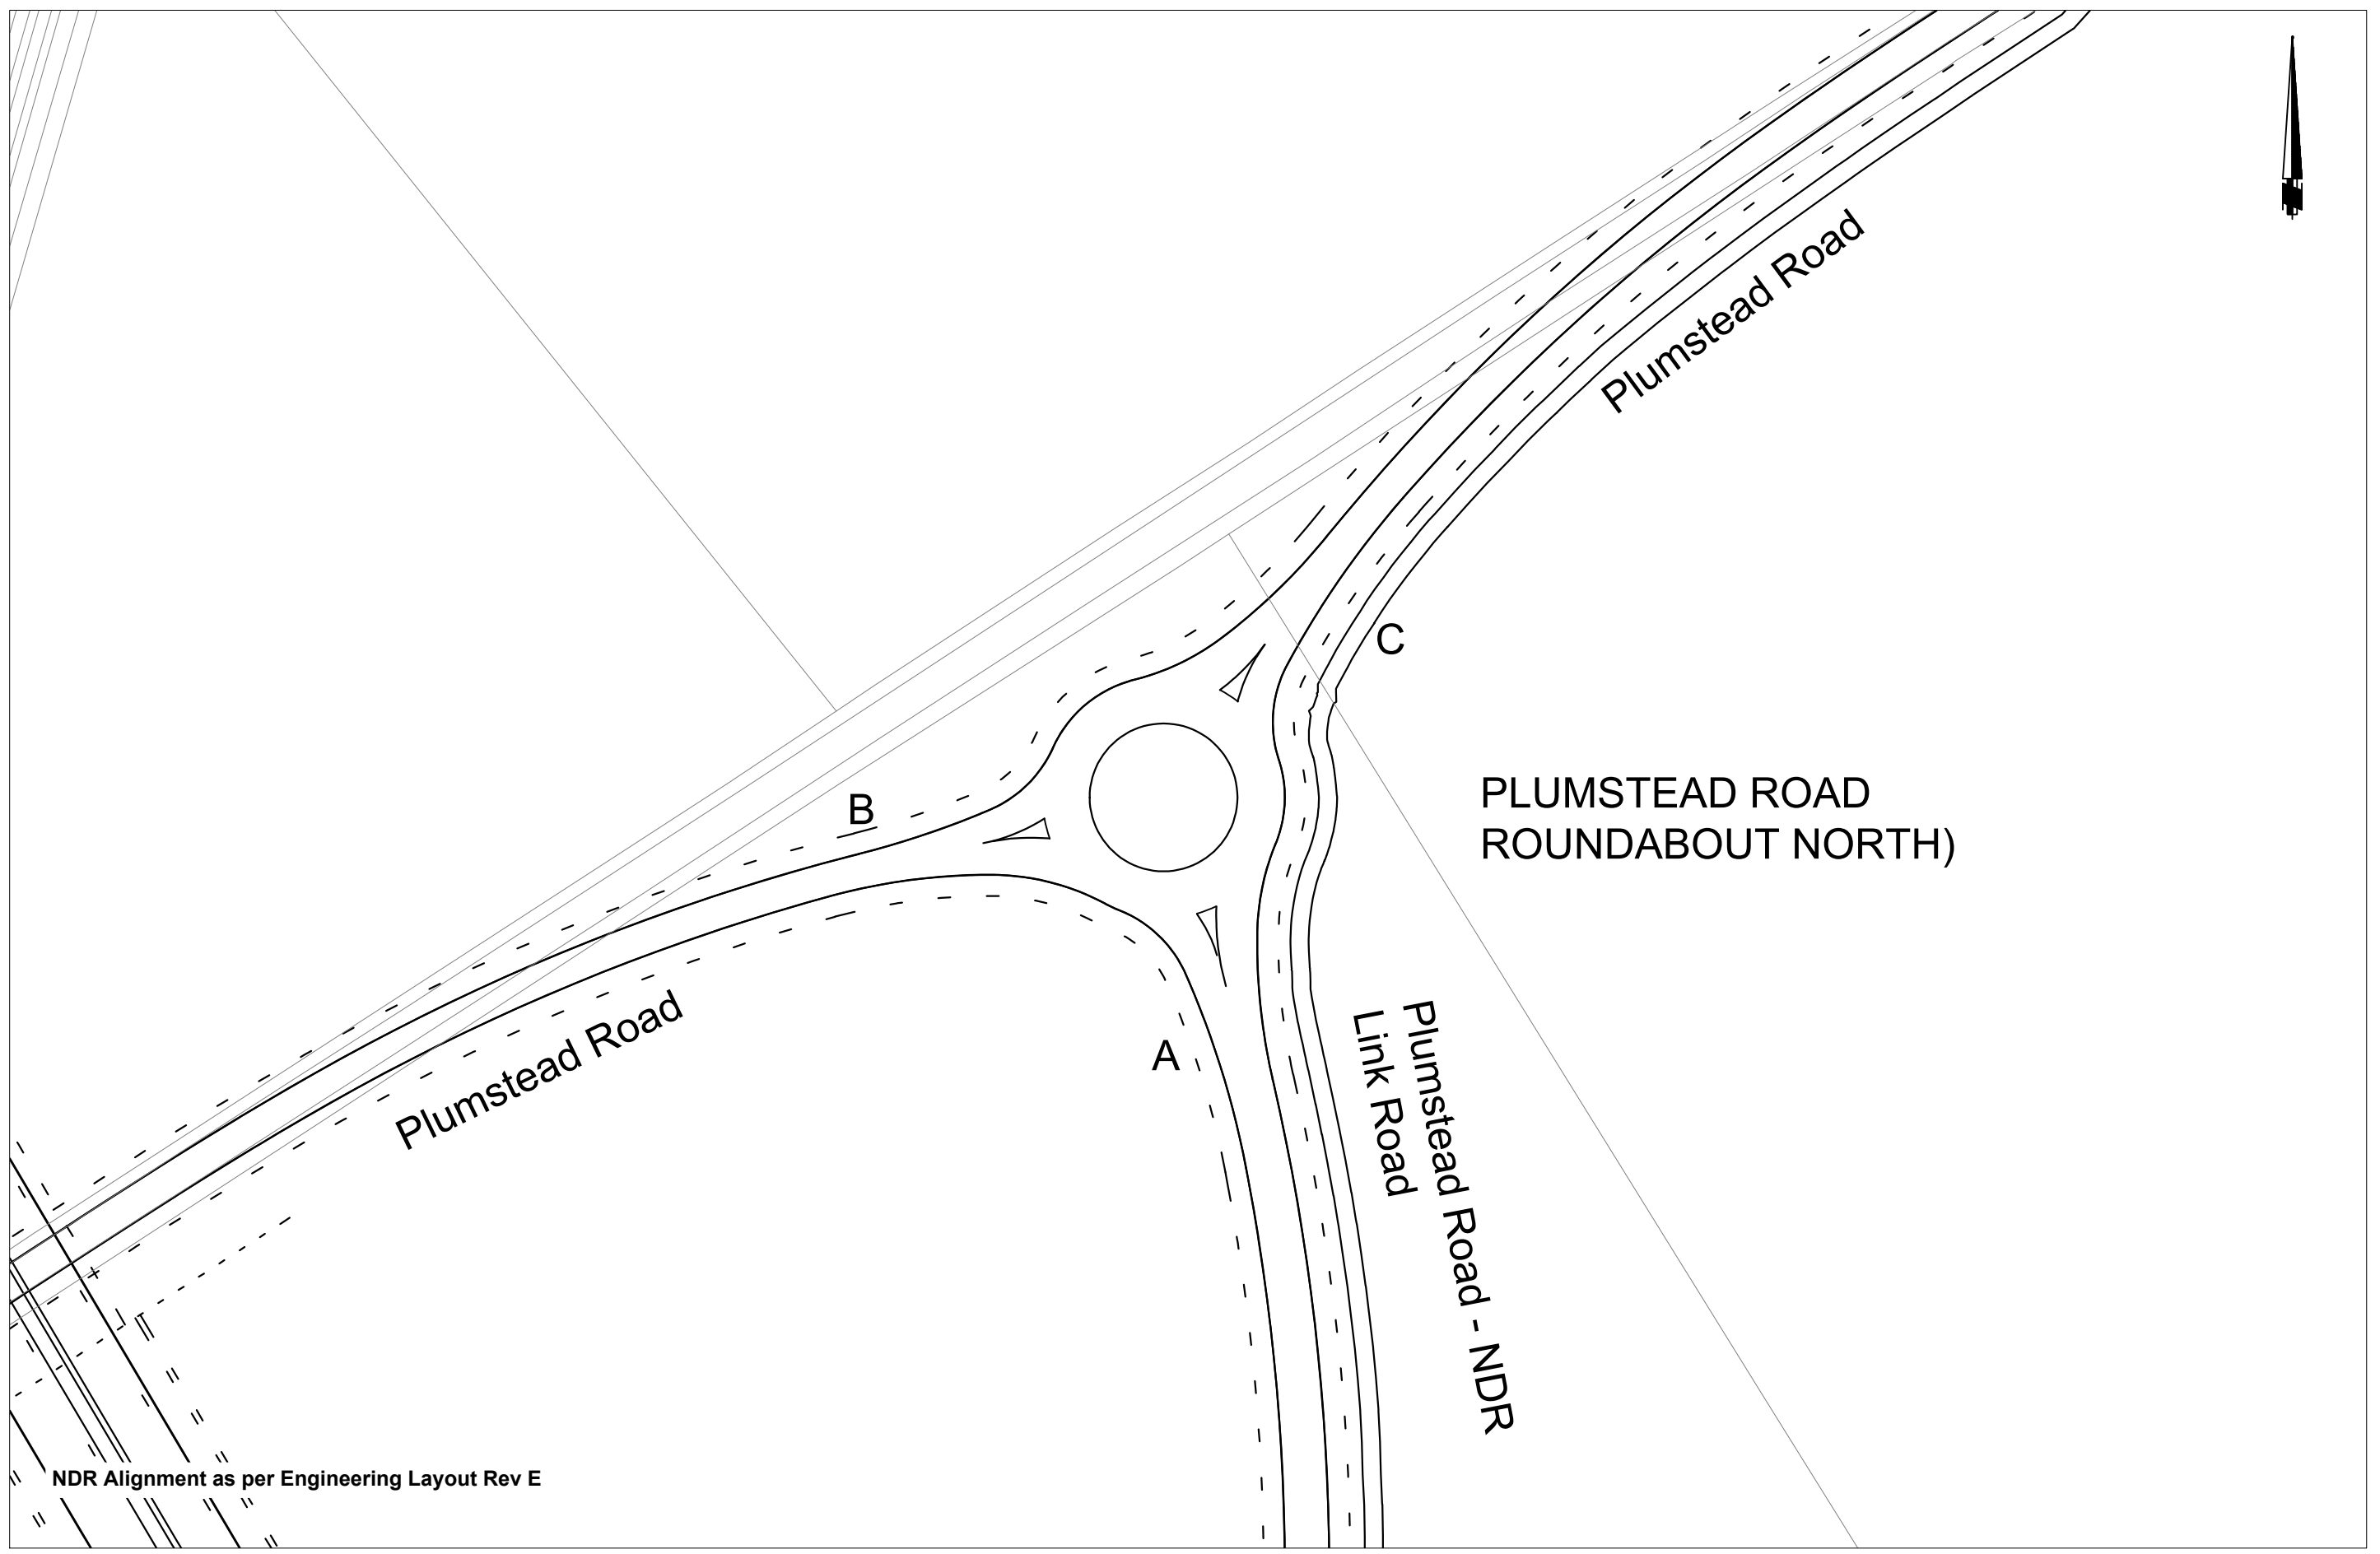 Plumstead Road
C
PLUMSTEAD ROAD
ROUNDABOUT NORTH)
B
A
Plumstead Road
Plumstead Road - NDR
Link Road
NDR Alignment as per Engineering Layout Rev E